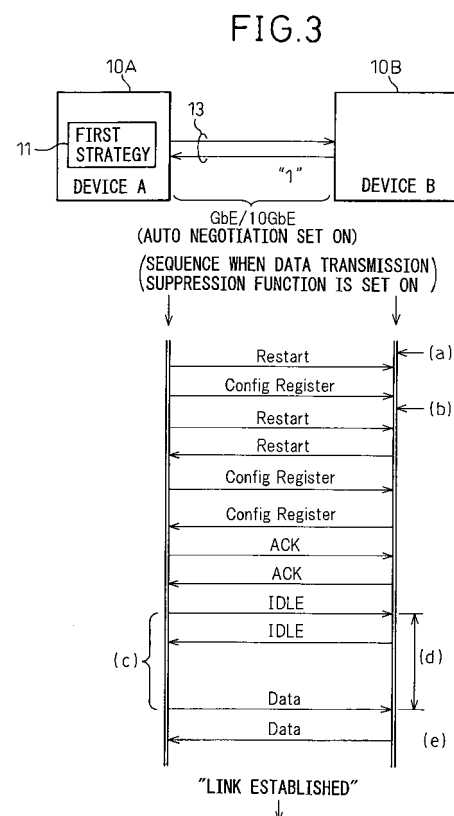 FIG.3
10A
10B
11
FIRST
STRATEGY
DEVICE A
13
"1"
DEVICE B
GbE/10GbE
(AUTO NEGOTIATION SET ON)
(SEQUENCE WHEN DATA TRANSMISSION
SUPPRESSION FUNCTION IS SET ON)
(a)
Restart
Config Register
(b)
Restart
Restart
Config Register
Config Register
ACK
ACK
IDLE
IDLE
(c)
(d)
Data
Data
(e)
"LINK ESTABLISHED"